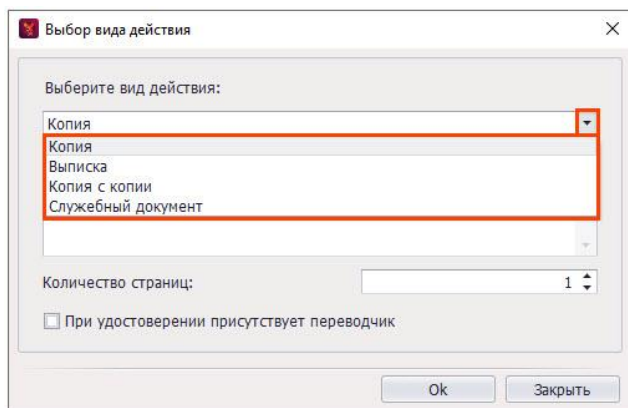 Выбор вида действия
Выберите вид действия:
Копия
Копия
Выписка
Копия с копии
Служебный документ
Количество страниц: 1
При удостоверении присутствует переводчик
Ok Закрыть